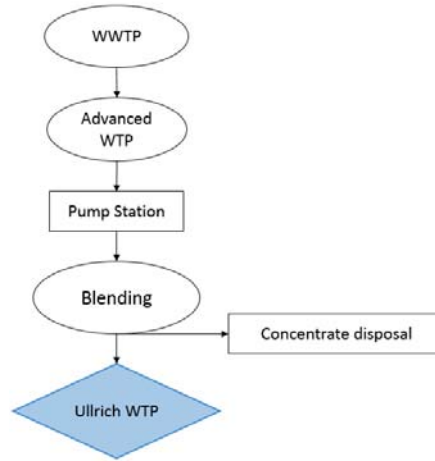 WWTP
Advanced
WTP
Pump Station
Blending
Concentrate disposal
Ullrich WTP